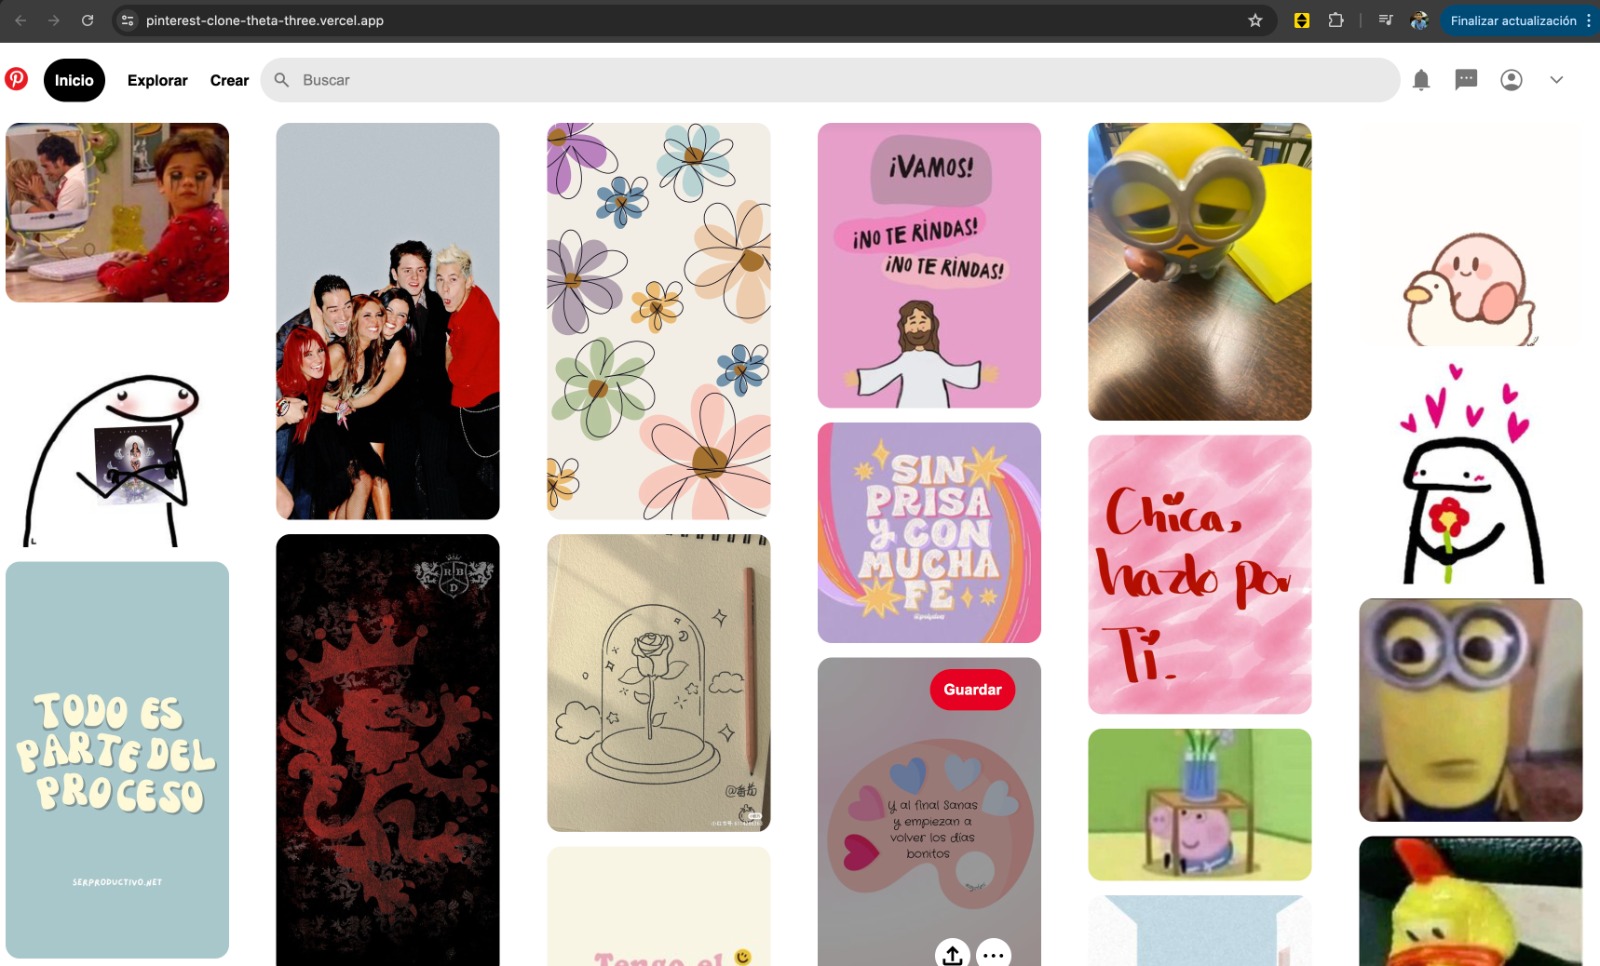 pinterest-clone-theta-three.vercel.app
Finalizar actualización
Inicio
Explorar
Crear
Buscar
¡VAMOS!
¡NO TE RINDAS!
¡NO TE RINDAS!
SIN
PRISA
Y CON
MUCHA
FE
Chica,
hazlo por
Ti.
TODO ES
PARTE DEL
PROCESO
SERPRODUCTIVO.NET
R B
D
Guardar
Y al final Sanas
y empiezan a
volver los días
bonitos
Tengo el